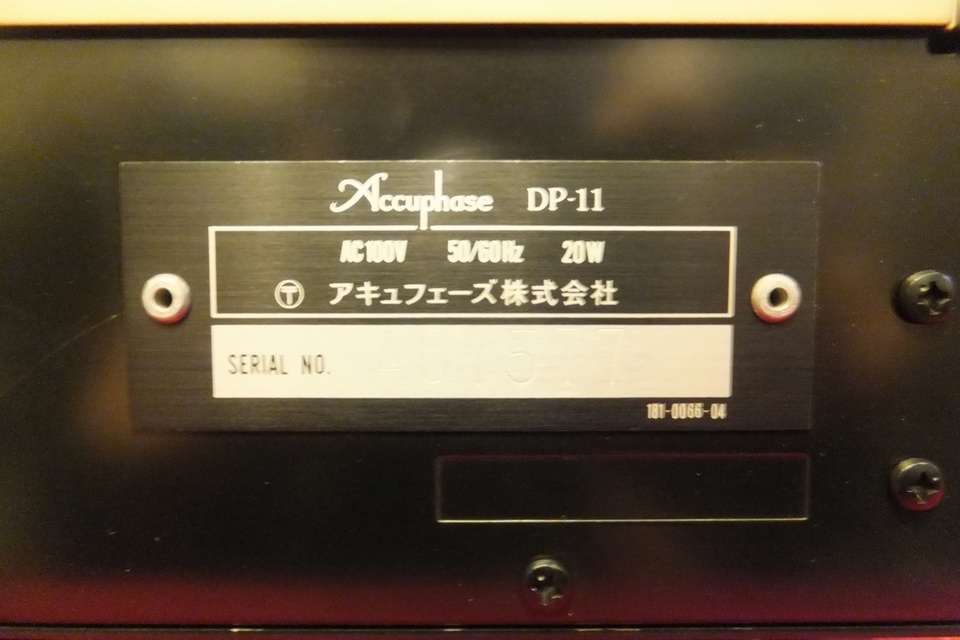 Accuphase DP-11
AC100V 50/60Hz 20W
Ⓣ アキュフェーズ株式会社
SERIAL NO.
181-0066-04